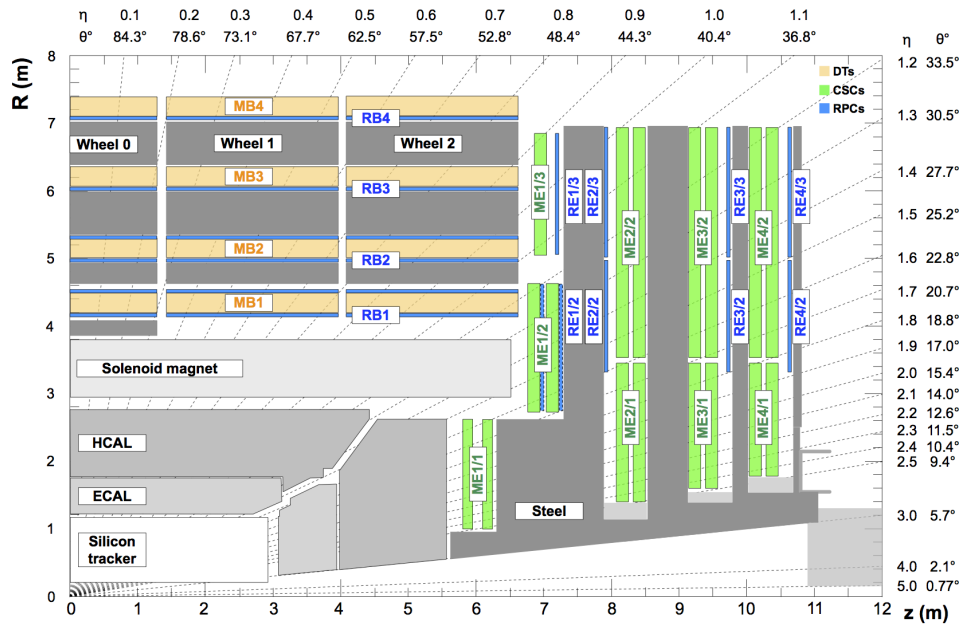 η 0.1 0.2 0.3 0.4 0.5 0.6 0.7 0.8 0.9 1.0 1.1
θ° 84.3° 78.6° 73.1° 67.7° 62.5° 57.5° 52.8° 48.4° 44.3° 40.4° 36.8° η θ°
R (m)
8
7
6
5
4
3
2
1
0
1.2 33.5°
1.3 30.5°
1.4 27.7°
1.5 25.2°
1.6 22.8°
1.7 20.7°
1.8 18.8°
1.9 17.0°
2.0 15.4°
2.1 14.0°
2.2 12.6°
2.3 11.5°
2.4 10.4°
2.5 9.4°
3.0 5.7°
4.0 2.1°
5.0 0.77°
DTs
CSCs
RPCs
MB4
RB4
Wheel 0 Wheel 1 Wheel 2
MB3
RB3
MB2
RB2
MB1
RB1
Solenoid magnet
HCAL
ECAL
Silicon
tracker
Steel
ME1/3
RE1/3
RE2/3
ME2/2
ME3/2
RE3/3
ME4/2
RE4/3
ME1/2
RE1/2
RE2/2
RE3/2
RE4/2
ME1/1
ME2/1
ME3/1
ME4/1
0 1 2 3 4 5 6 7 8 9 10 11 12
z (m)